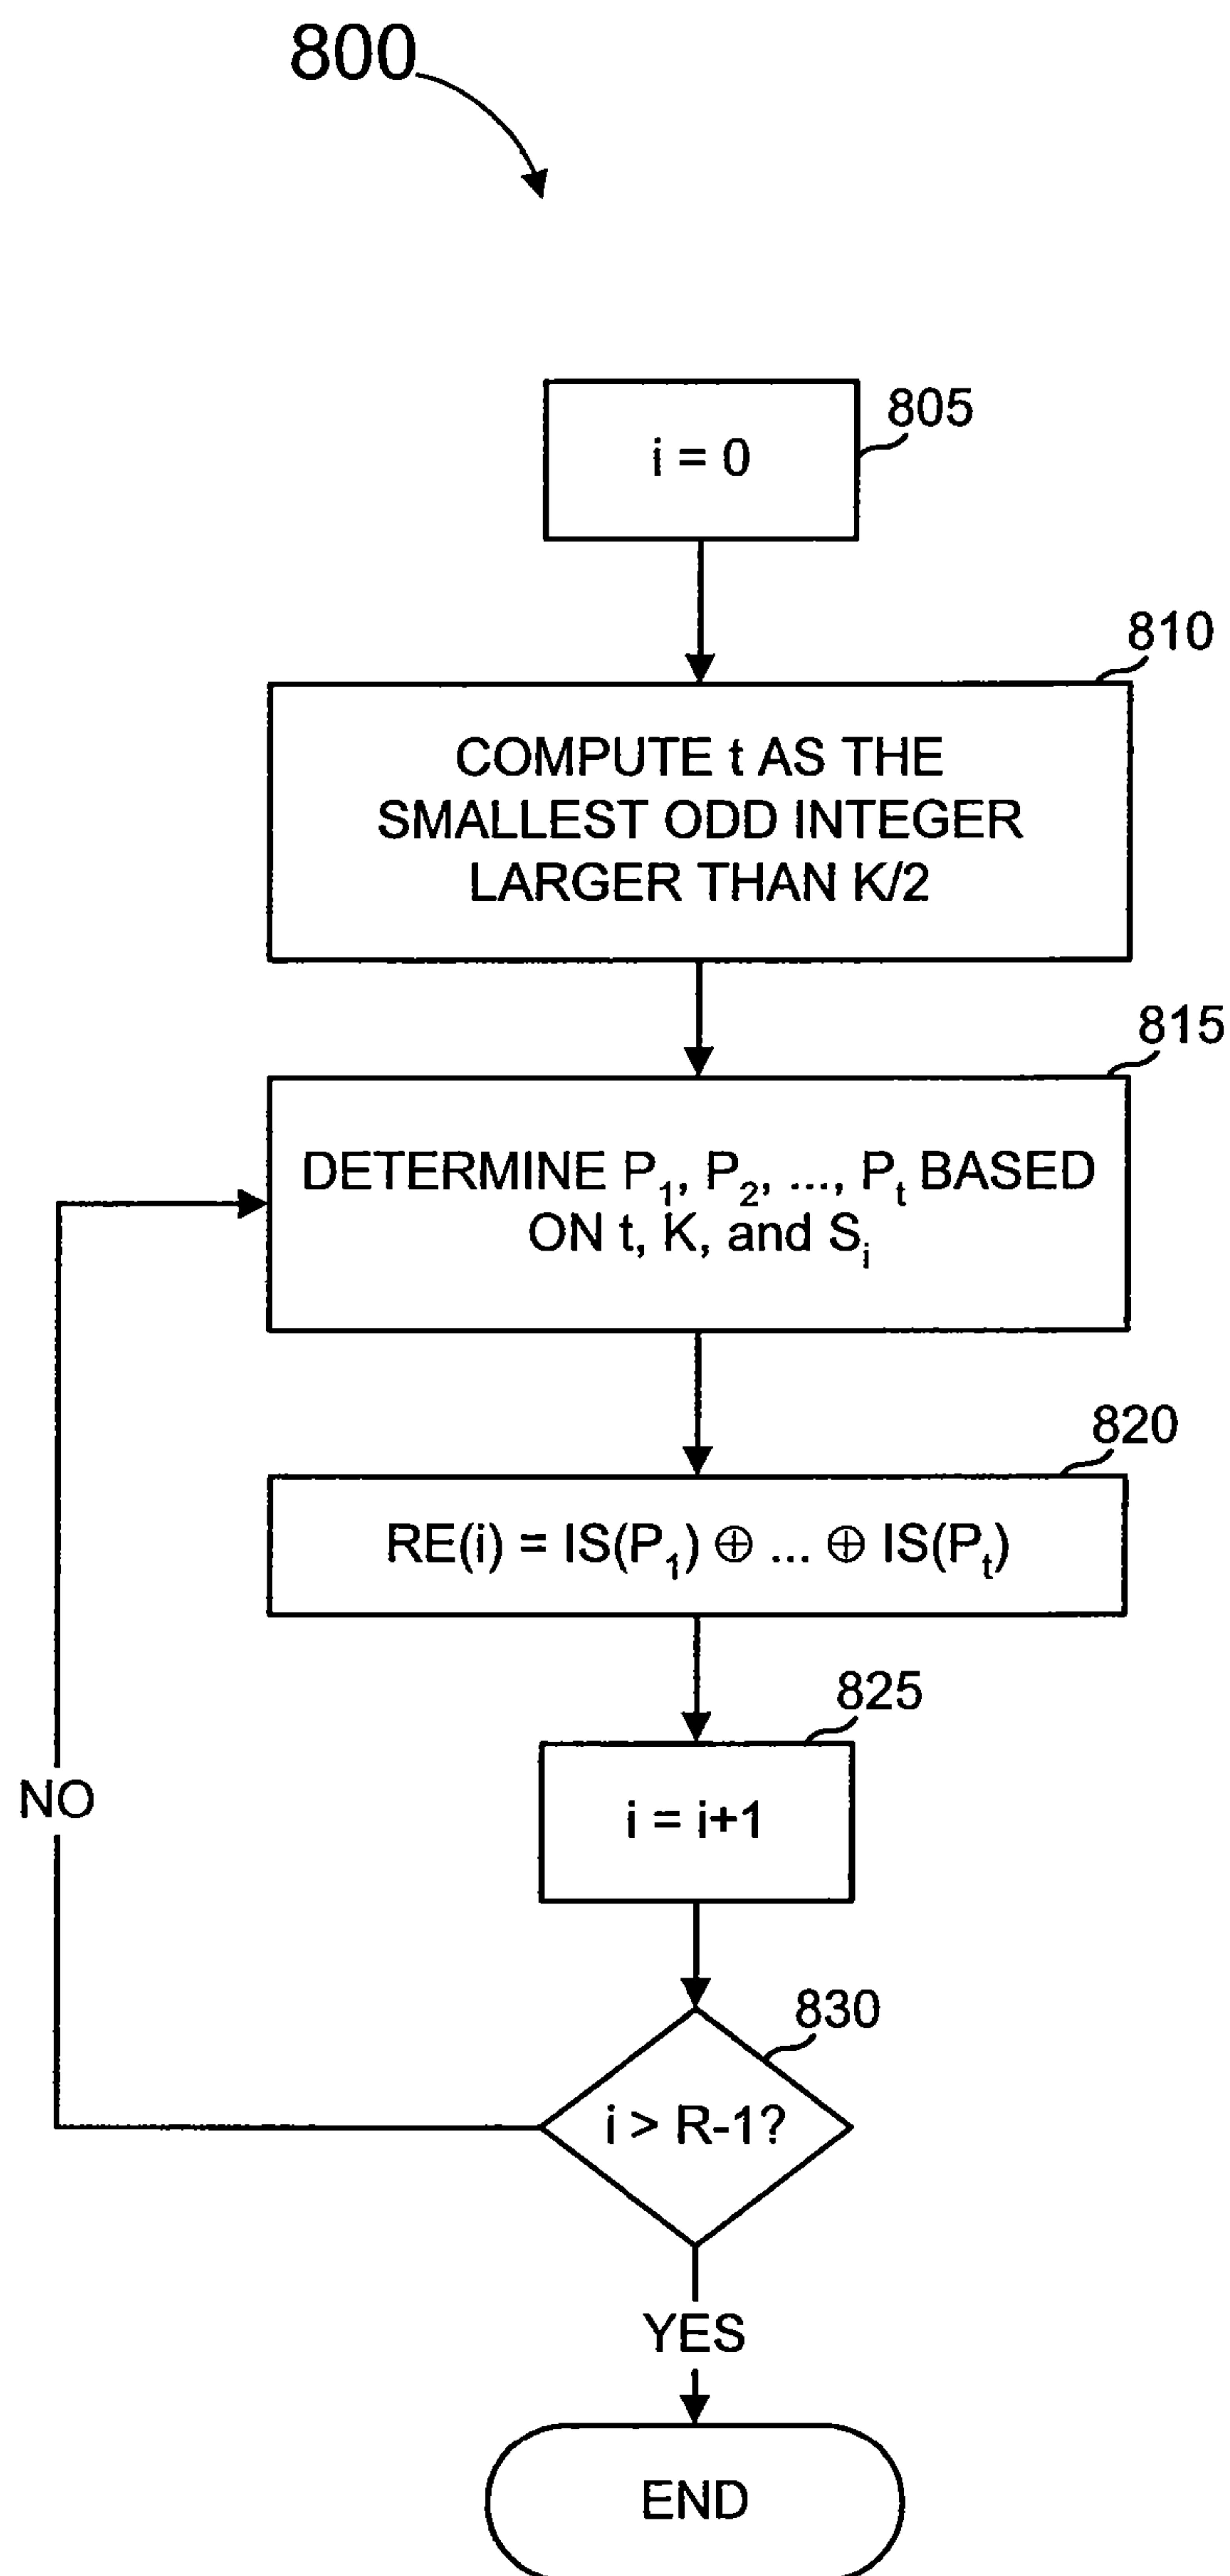 800
805
i = 0
810
COMPUTE t AS THE
SMALLEST ODD INTEGER
LARGER THAN K/2
815
DETERMINE P₁, P₂, ..., Pₜ BASED
ON t, K, and Sᵢ
820
RE(i) = IS(P₁) ⊕ ... ⊕ IS(Pₜ)
825
i = i+1
NO
830
i > R-1?
YES
END